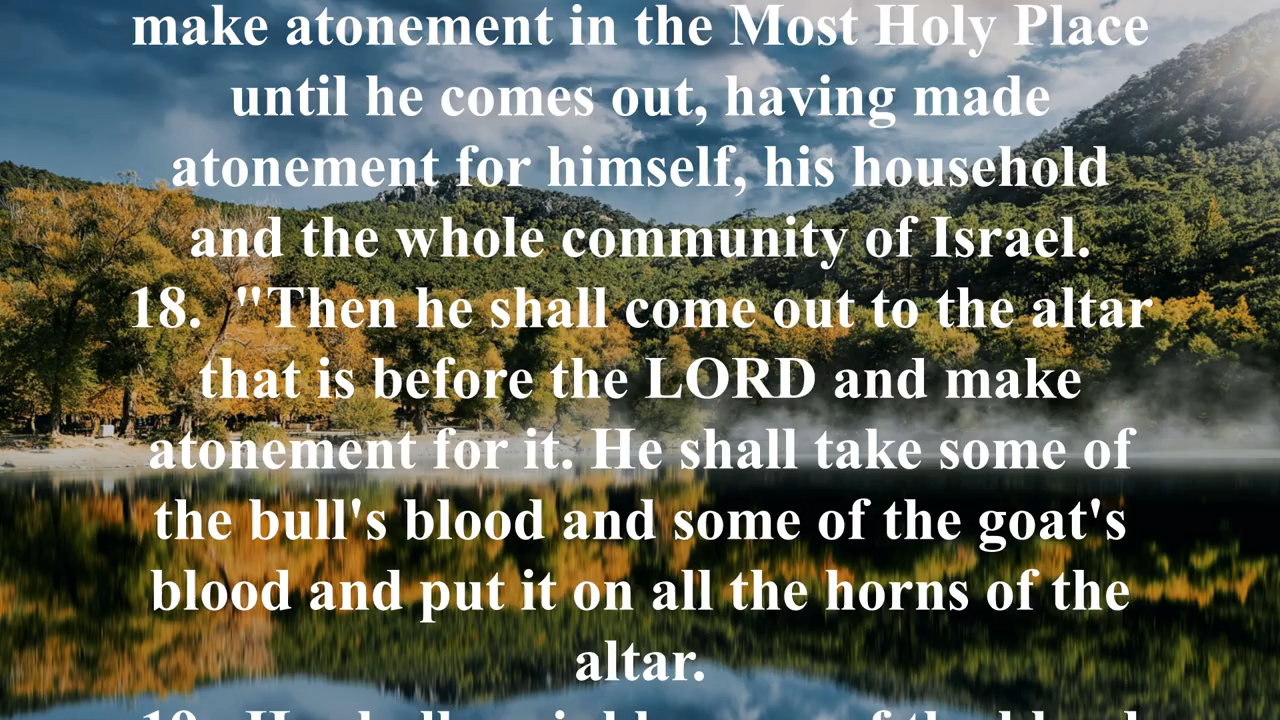 make atonement in the Most Holy Place
until he comes out, having made
atonement for himself, his household
and the whole community of Israel.
18.  "Then he shall come out to the altar
that is before the LORD and make
atonement for it. He shall take some of
the bull's blood and some of the goat's
blood and put it on all the horns of the
altar.